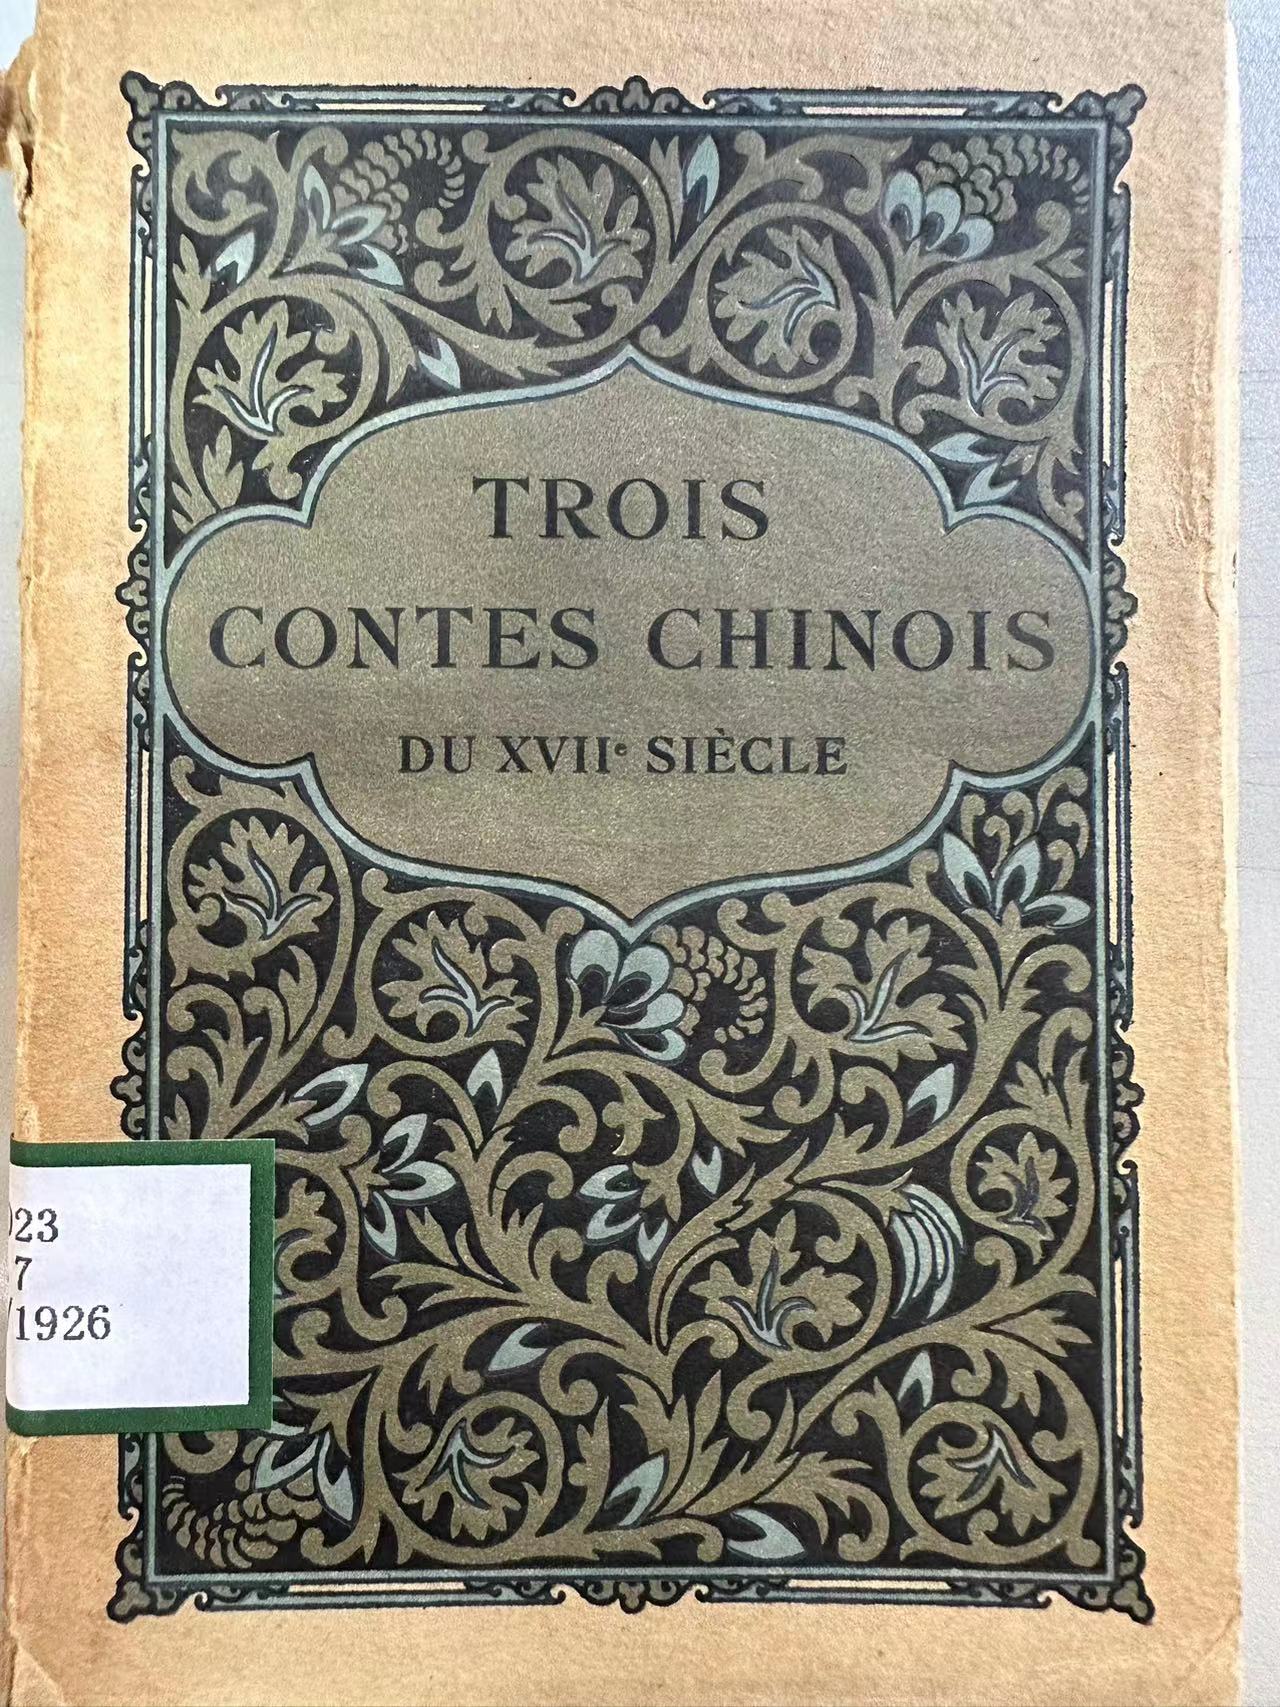 TROIS
CONTES CHINOIS
DU XVIIᵉ SIÈCLE
23
7
/1926